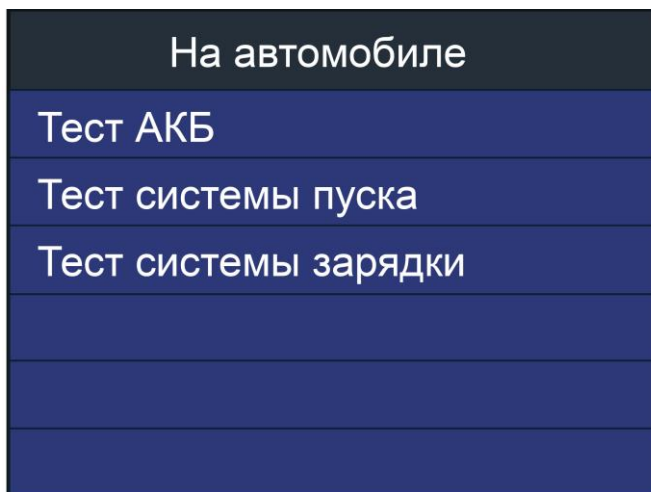 На автомобиле
Тест АКБ
Тест системы пуска
Тест системы зарядки